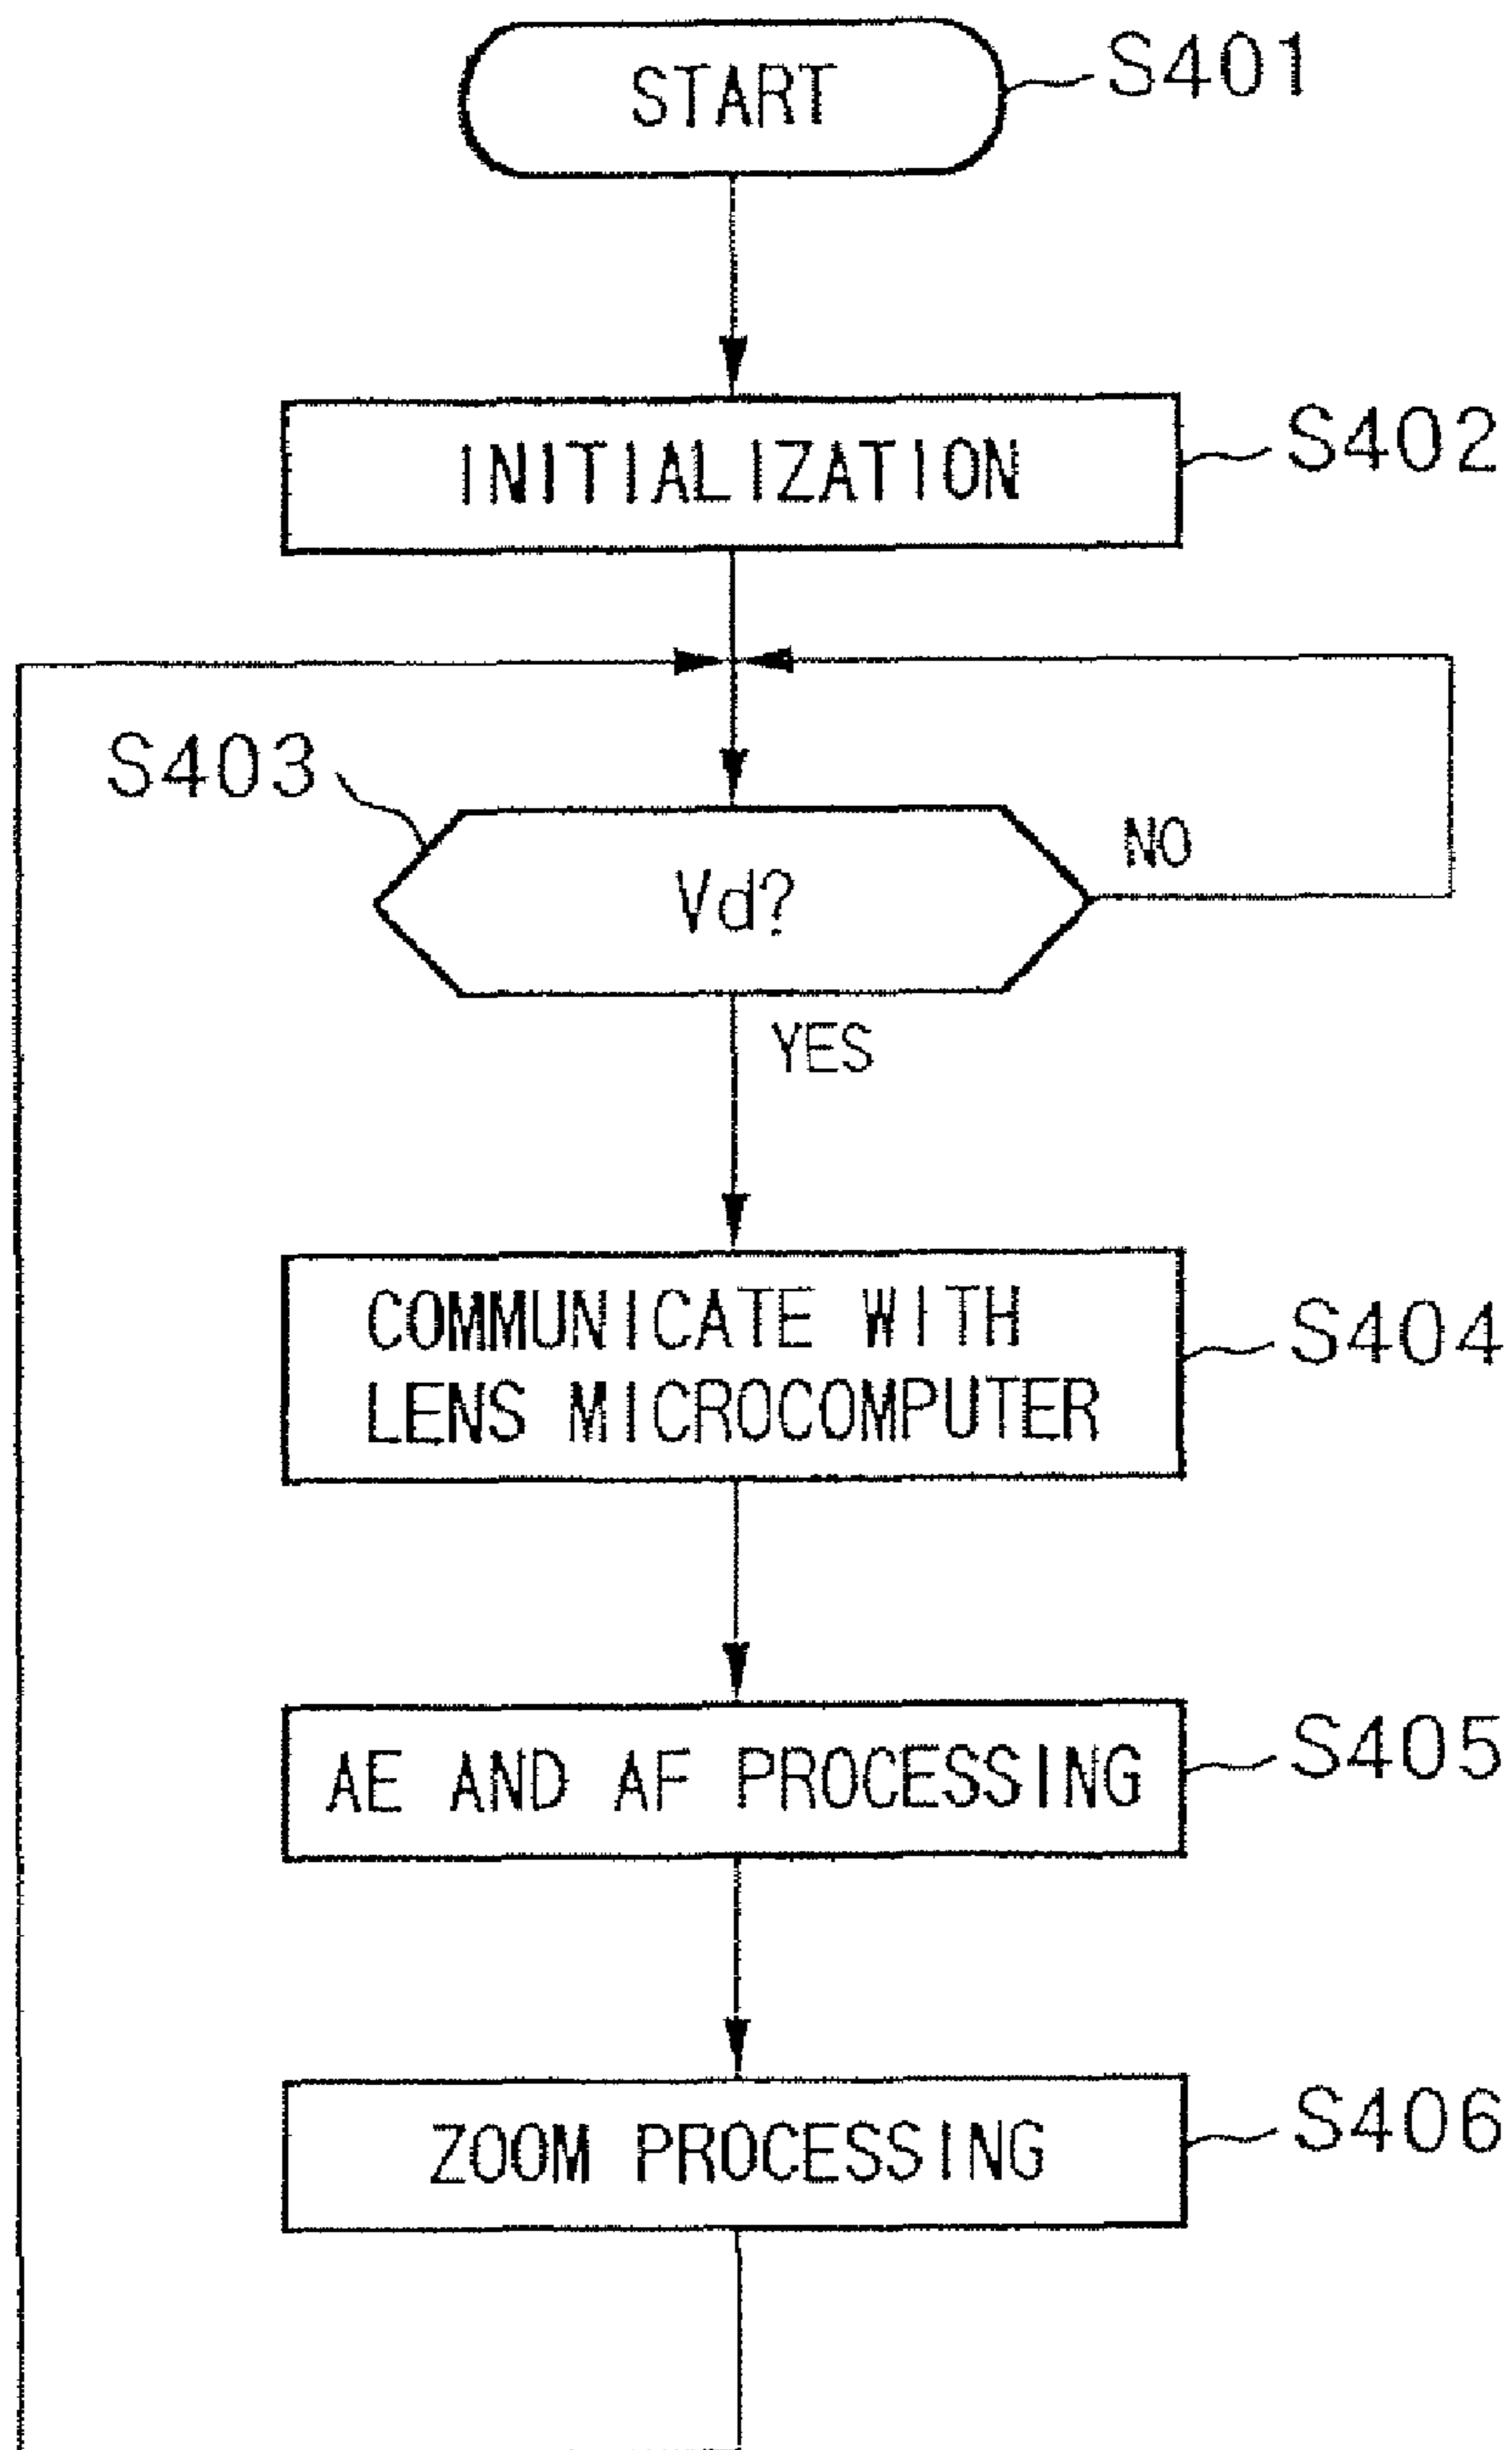 START
S401
INITIALIZATION
S402
S403
Vd?
NO
YES
COMMUNICATE WITH
LENS MICROCOMPUTER
S404
AE AND AF PROCESSING
S405
ZOOM PROCESSING
S406